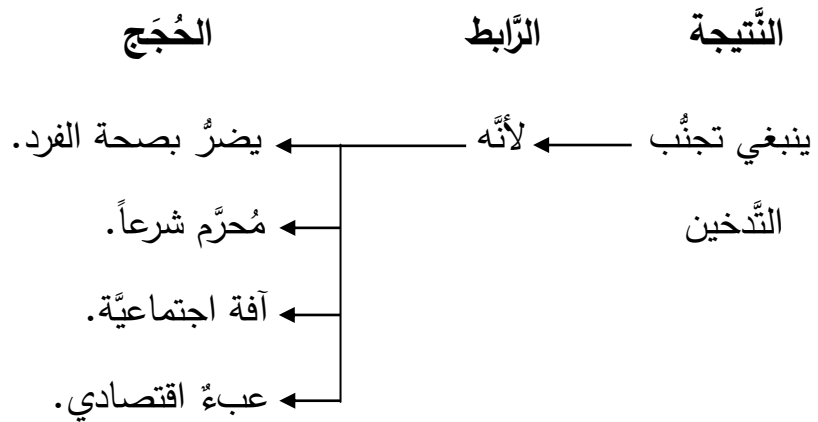 النَّتيجة الرَّابط الحُجَج
ينبغي تجنُّب لأنَّه يضرُّ بصحة الفرد.
التَّدخين مُحرَّم شرعاً.
آفة اجتماعيَّة.
عبءٌ اقتصادي.